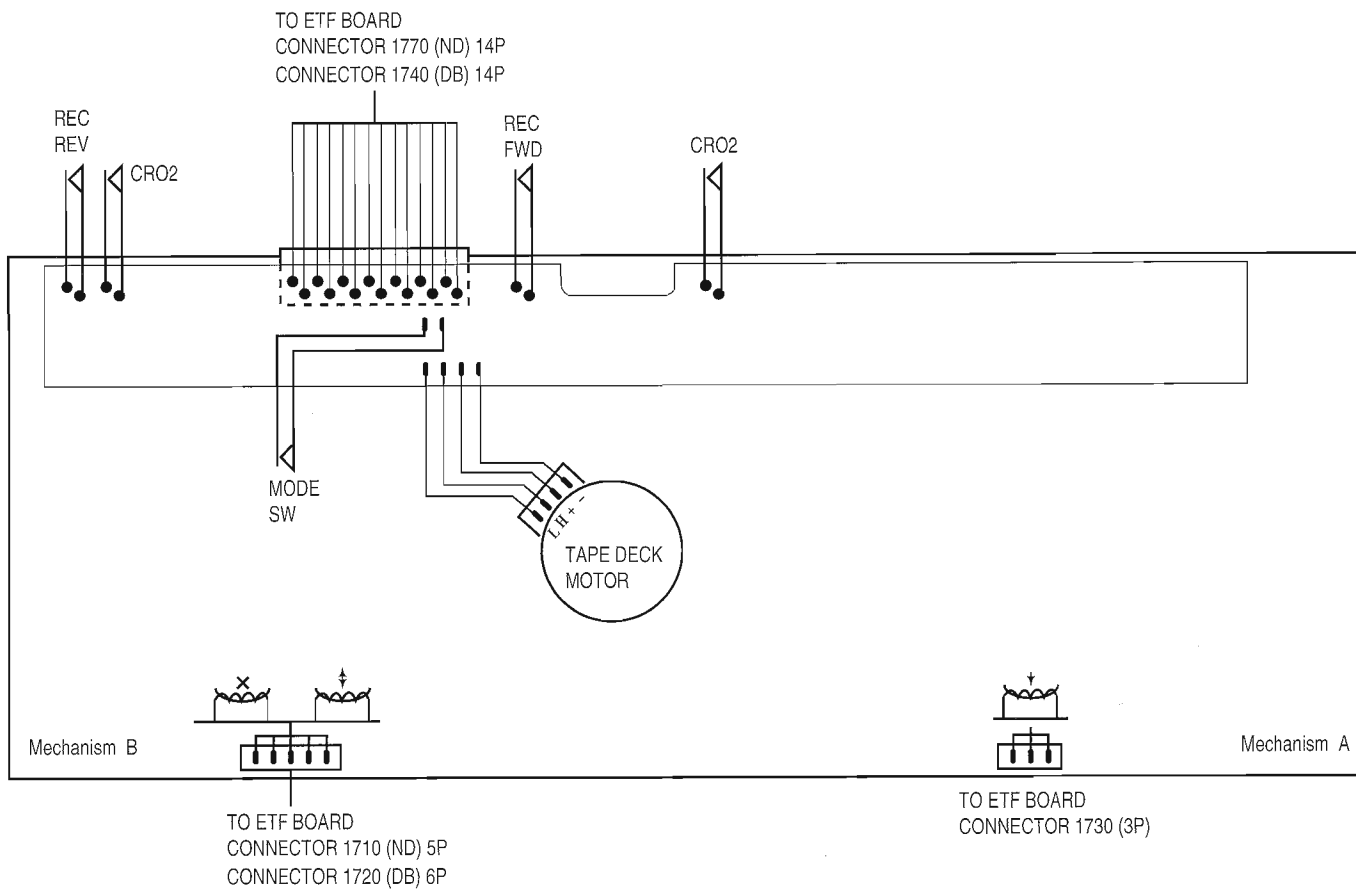 TO ETF BOARD
CONNECTOR 1770 (ND) 14P
CONNECTOR 1740 (DB) 14P
REC
REV
CRO2
REC
FWD
CRO2
MODE
SW
L H + -
TAPE DECK
MOTOR
Mechanism B
Mechanism A
TO ETF BOARD
CONNECTOR 1710 (ND) 5P
CONNECTOR 1720 (DB) 6P
TO ETF BOARD
CONNECTOR 1730 (3P)